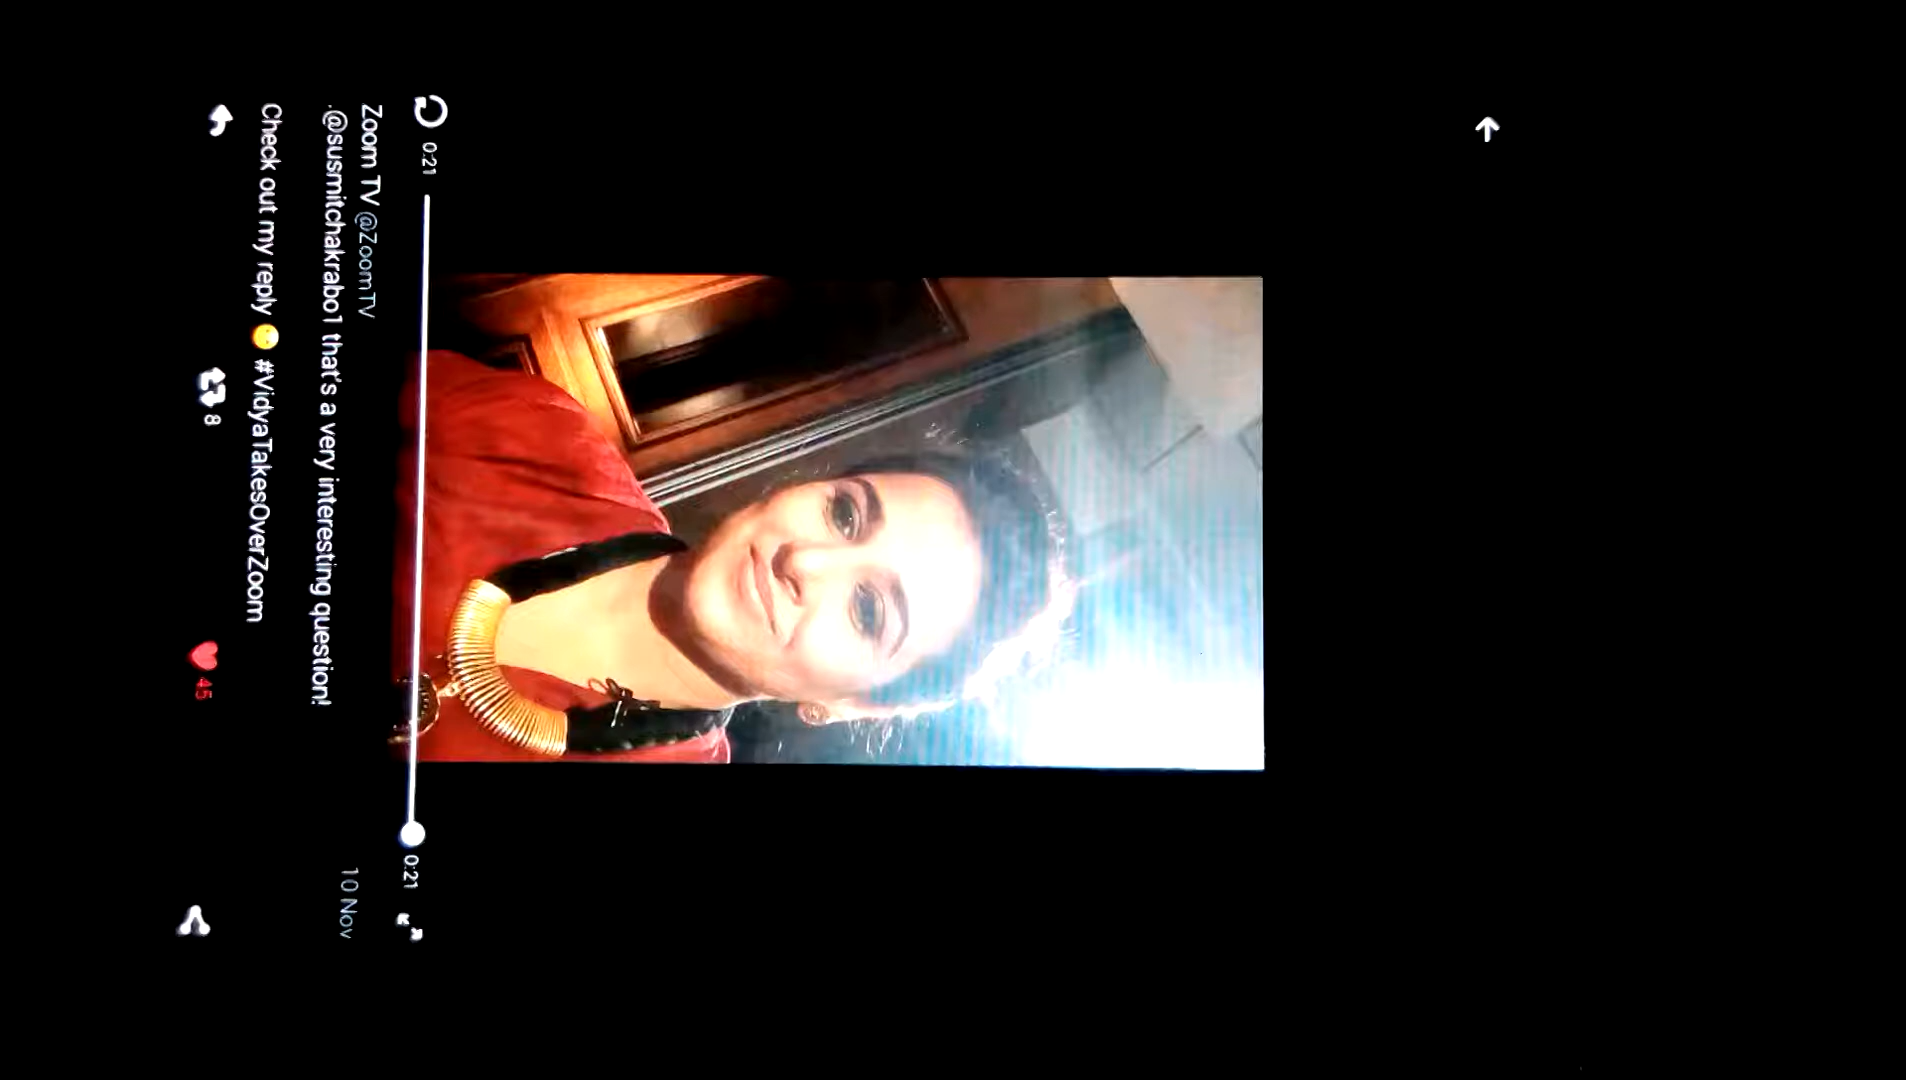 0:21 0:21
Zoom TV @ZoomTV 10 Nov
.@susmitchakrabo1 that's a very interesting question!
Check out my reply 😶 #VidyaTakesOverZoom
8 45